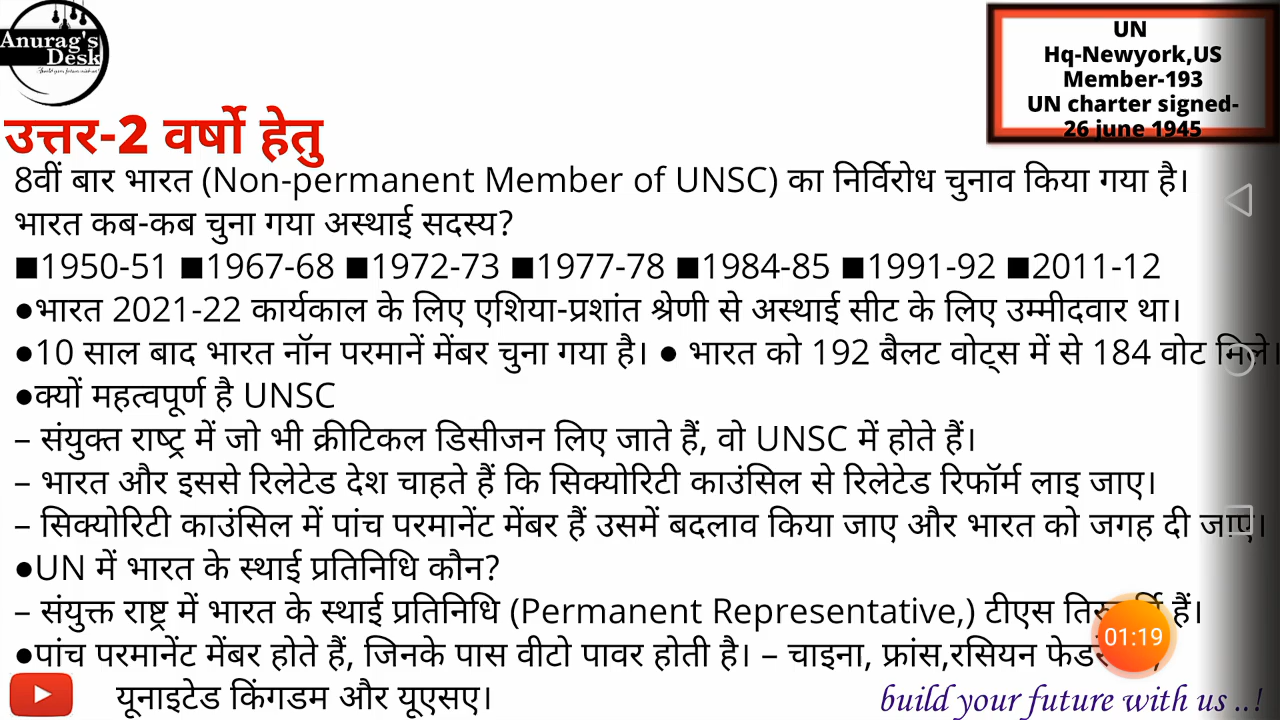 Anurag's
Desk
UN
Hq-Newyork,US
Member-193
UN charter signed-
26 june 1945
उत्तर-2 वर्षो हेतु
8वीं बार भारत (Non-permanent Member of UNSC) का निर्विरोध चुनाव किया गया है।
भारत कब-कब चुना गया अस्थाई सदस्य?
■1950-51 ■1967-68 ■1972-73 ■1977-78 ■1984-85 ■1991-92 ■2011-12
●भारत 2021-22 कार्यकाल के लिए एशिया-प्रशांत श्रेणी से अस्थाई सीट के लिए उम्मीदवार था।
●10 साल बाद भारत नॉन परमानें मेंबर चुना गया है। ● भारत को 192 बैलट वोट्स में से 184 वोट मिले।
●क्यों महत्वपूर्ण है UNSC
– संयुक्त राष्ट्र में जो भी क्रीटिकल डिसीजन लिए जाते हैं, वो UNSC में होते हैं।
– भारत और इससे रिलेटेड देश चाहते हैं कि सिक्योरिटी काउंसिल से रिलेटेड रिफॉर्म लाइ जाए।
– सिक्योरिटी काउंसिल में पांच परमानेंट मेंबर हैं उसमें बदलाव किया जाए और भारत को जगह दी जाए।
●UN में भारत के स्थाई प्रतिनिधि कौन?
– संयुक्त राष्ट्र में भारत के स्थाई प्रतिनिधि (Permanent Representative,) टीएस हैं।
●पांच परमानेंट मेंबर होते हैं, जिनके पास वीटो पावर होती है। – चाइना, फ्रांस,रसियन
यूनाइटेड किंगडम और यूएसए।
01:19
build your future with us ..!